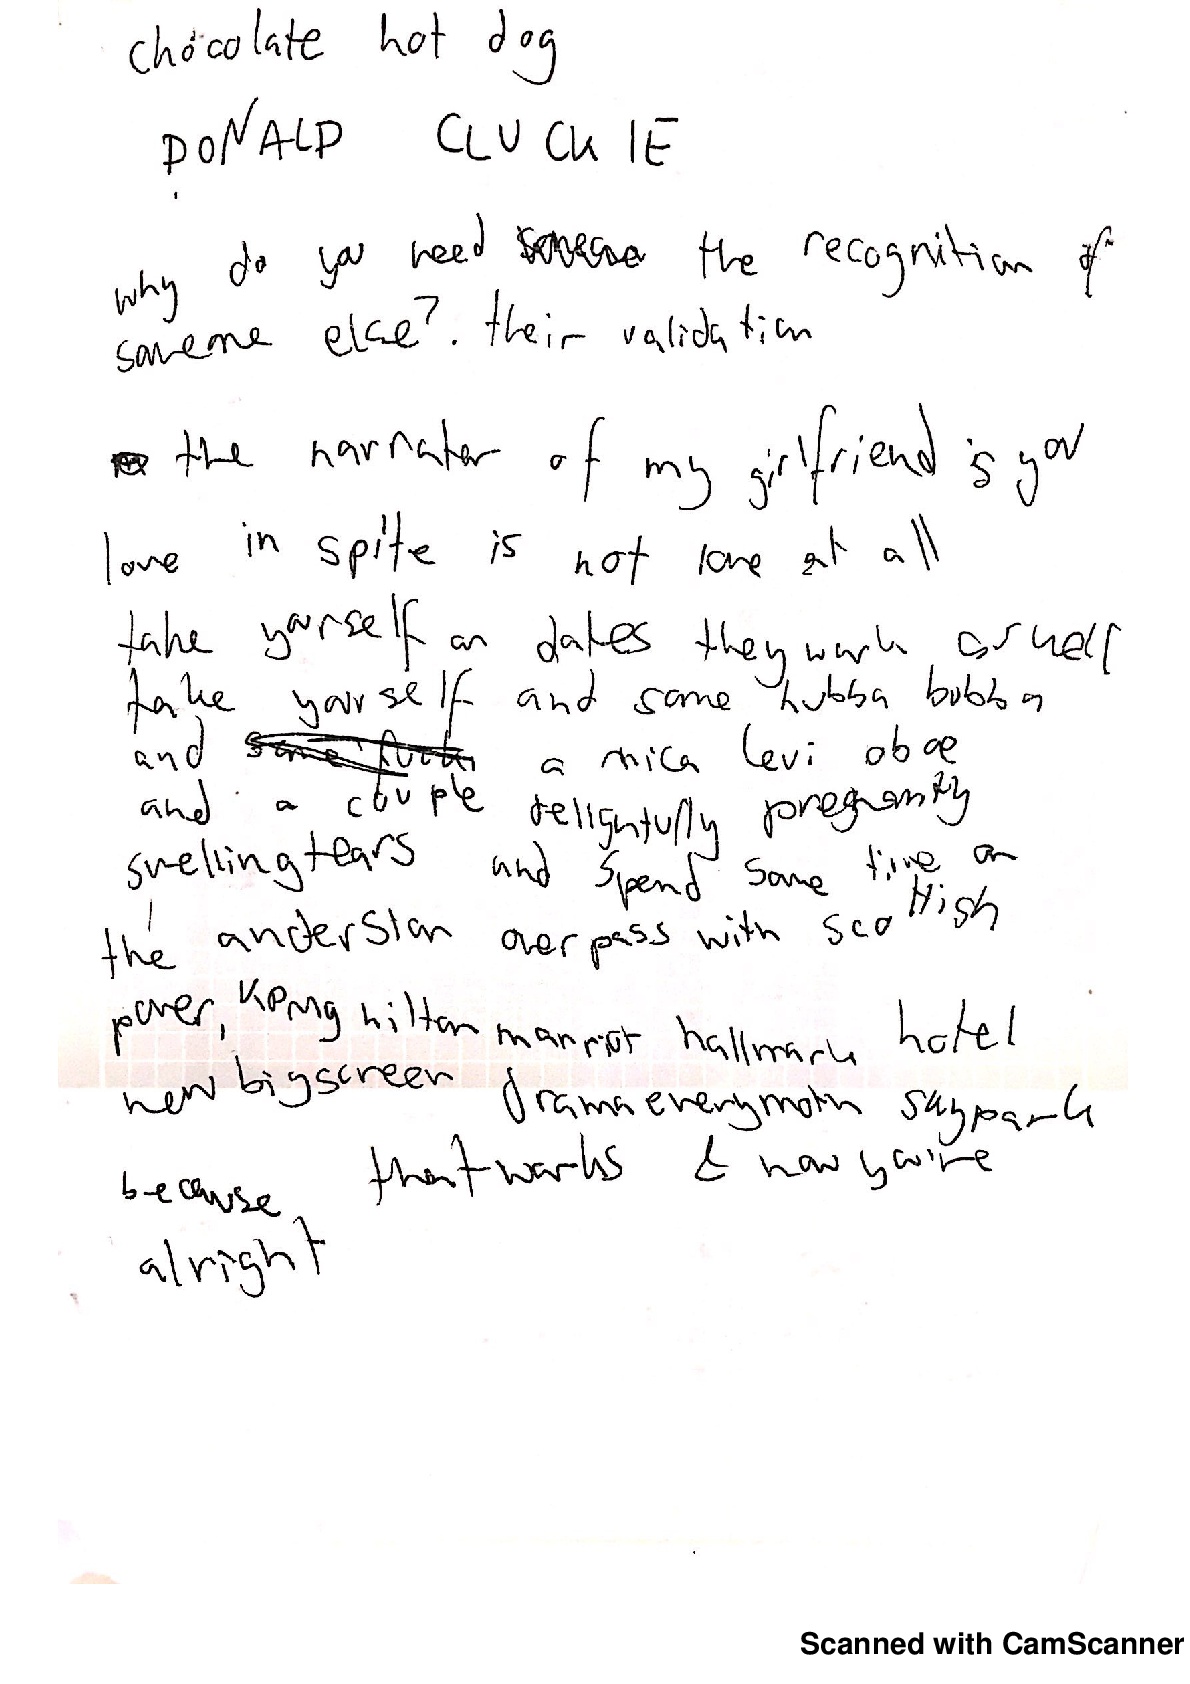 chocolate hot dog
DONALD CLUCKIE
why do you need someone the recognition of
someone else?. their validation
the narrator of my girlfriend is you
love in spite is not love at all
take yourself on dates they work as well
take yourself and some hubba bubba
and some a mica levi oboe
and a couple delightfully pregnantly
swelling tears and spend some time on
the anderston overpass with scottish
power, KPMG hilton marriot hallmark hotel
new bigscreen drama everymotn skypark
because that works & now you're
alright
Scanned with CamScanner